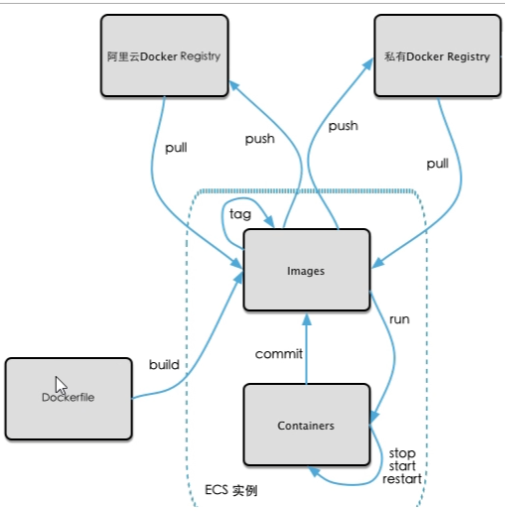 阿里云Docker Registry
私有Docker Registry
pull
push
push
pull
tag
Images
run
build
commit
Dockerfile
Containers
stop
start
restart
ECS 实例